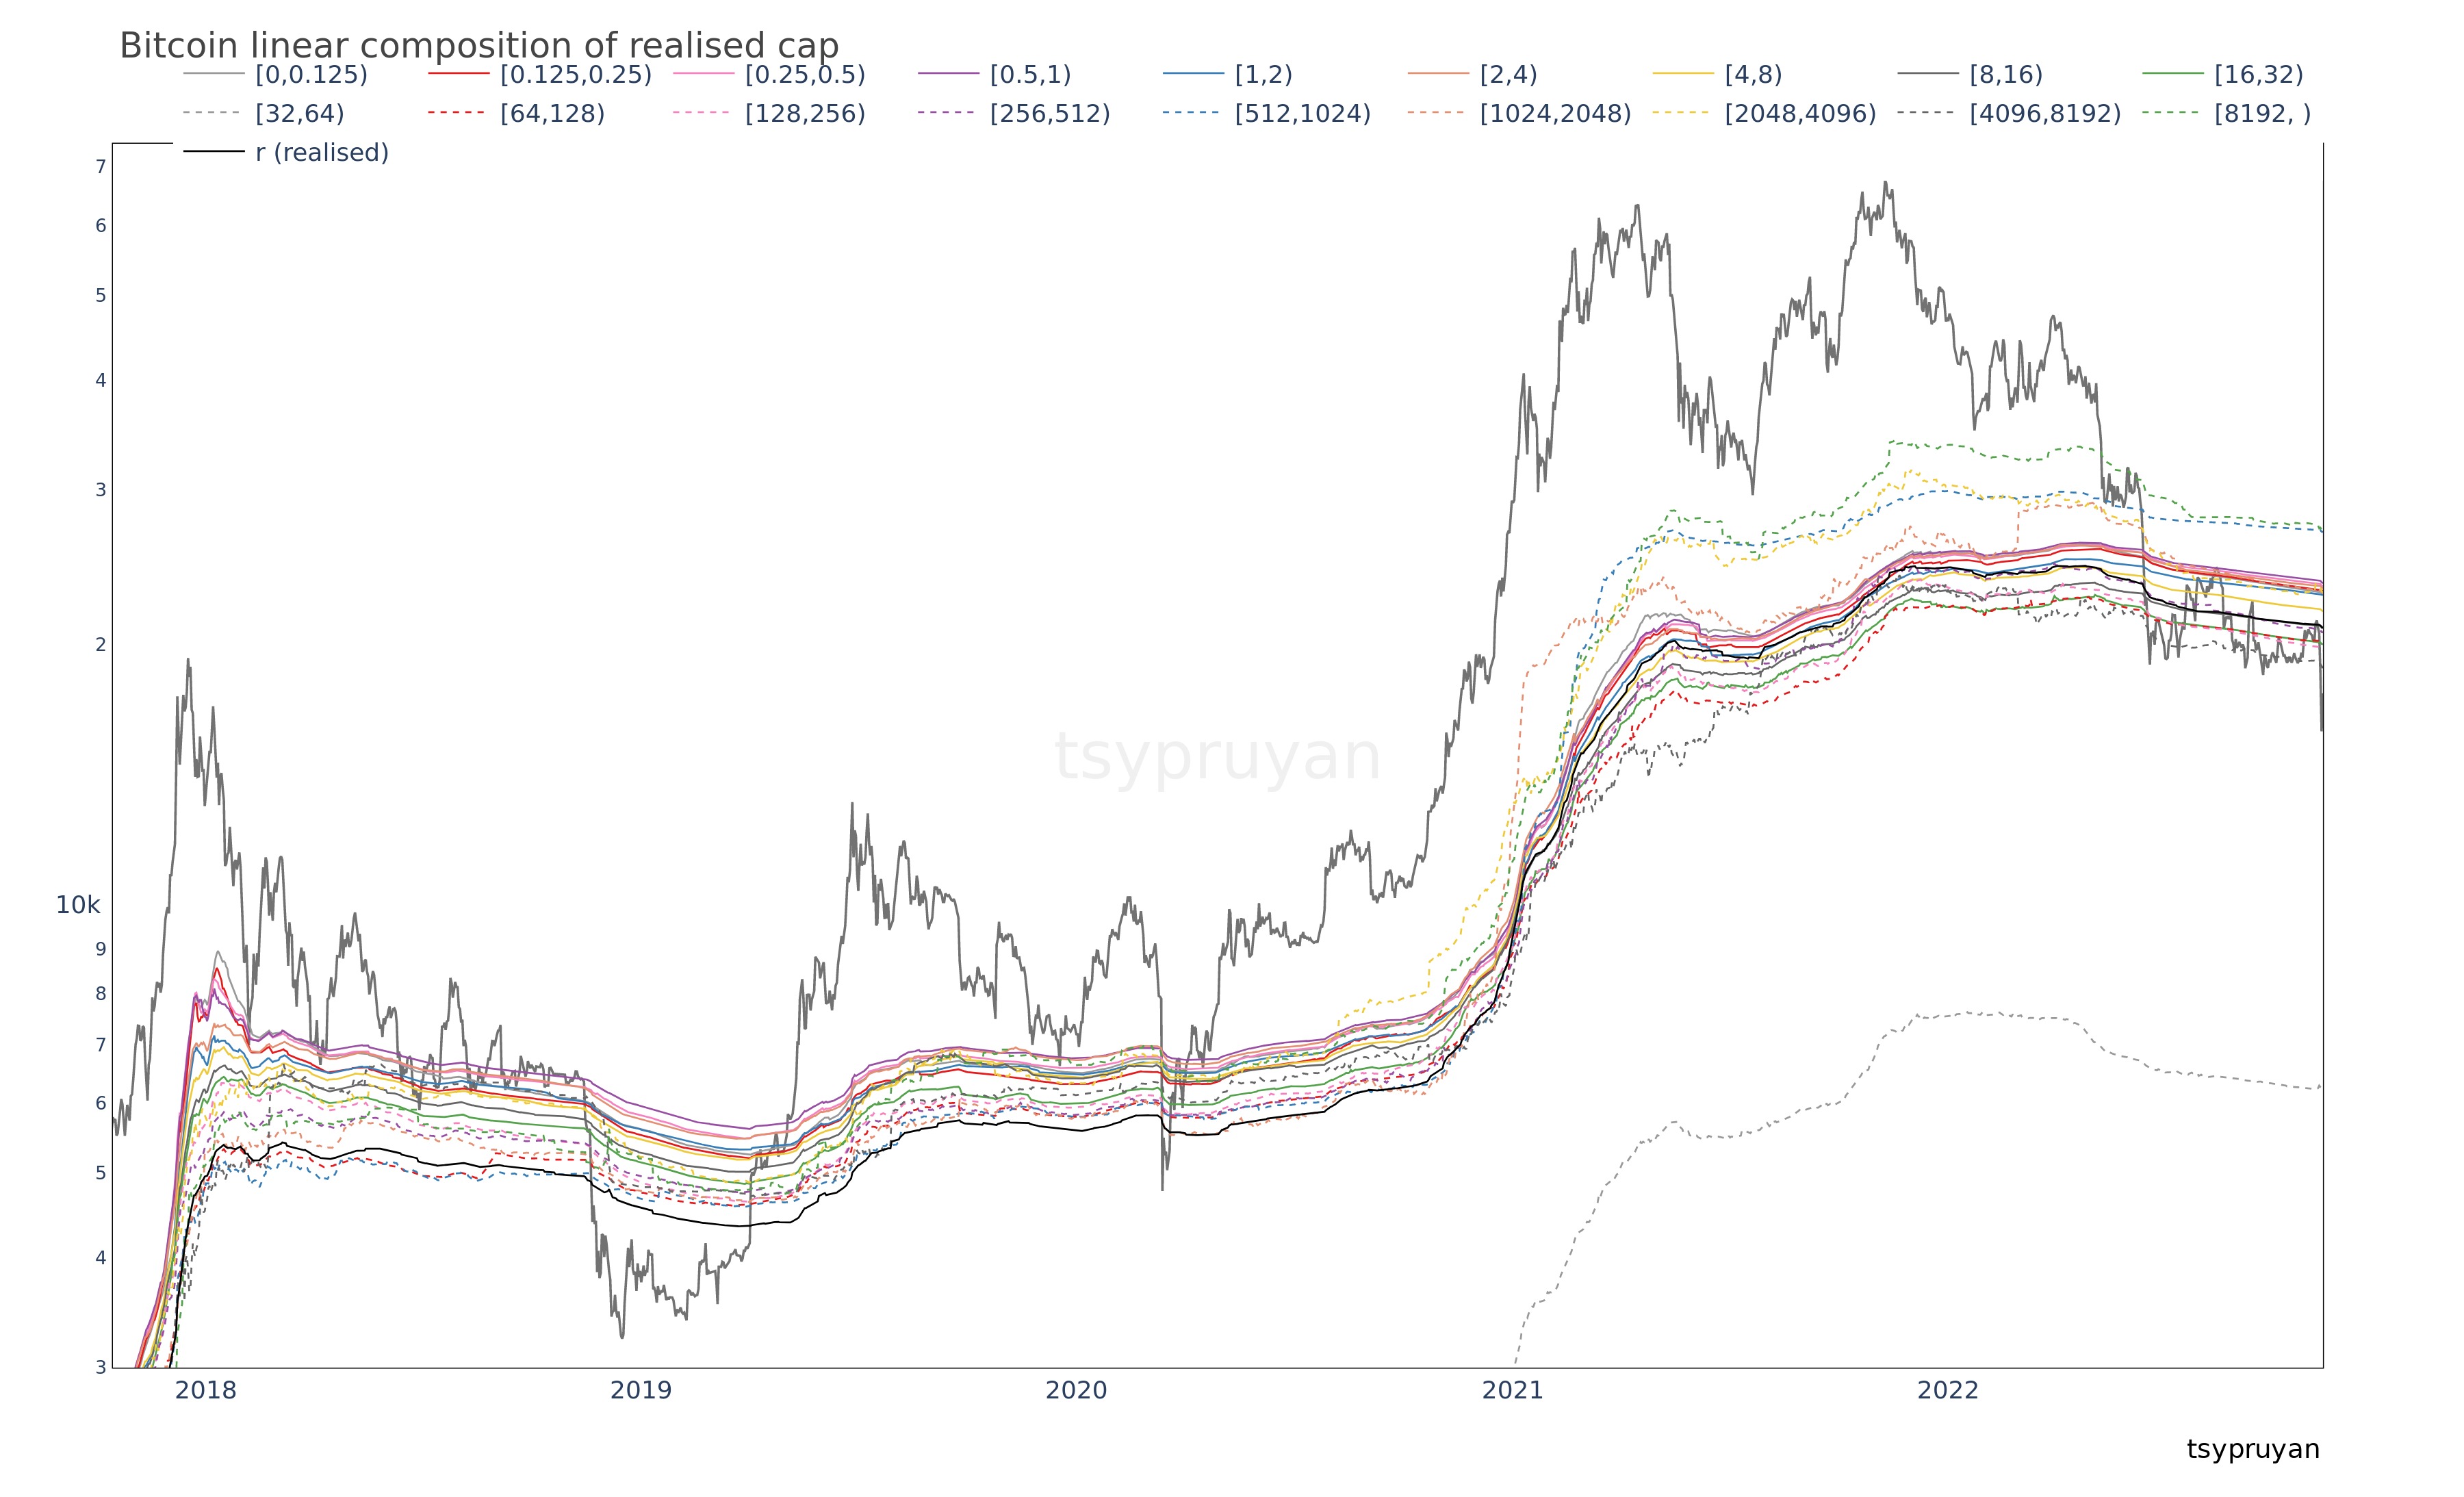 Bitcoin linear composition of realised cap
[0,0.125) [0.125,0.25) [0.25,0.5) [0.5,1) [1,2) [2,4) [4,8) [8,16) [16,32)
[32,64) [64,128) [128,256) [256,512) [512,1024) [1024,2048) [2048,4096) [4096,8192) [8192, )
r (realised)
7
6
5
4
3
2
tsypruyan
10k
9
8
7
6
5
4
3
2018 2019 2020 2021 2022
tsypruyan